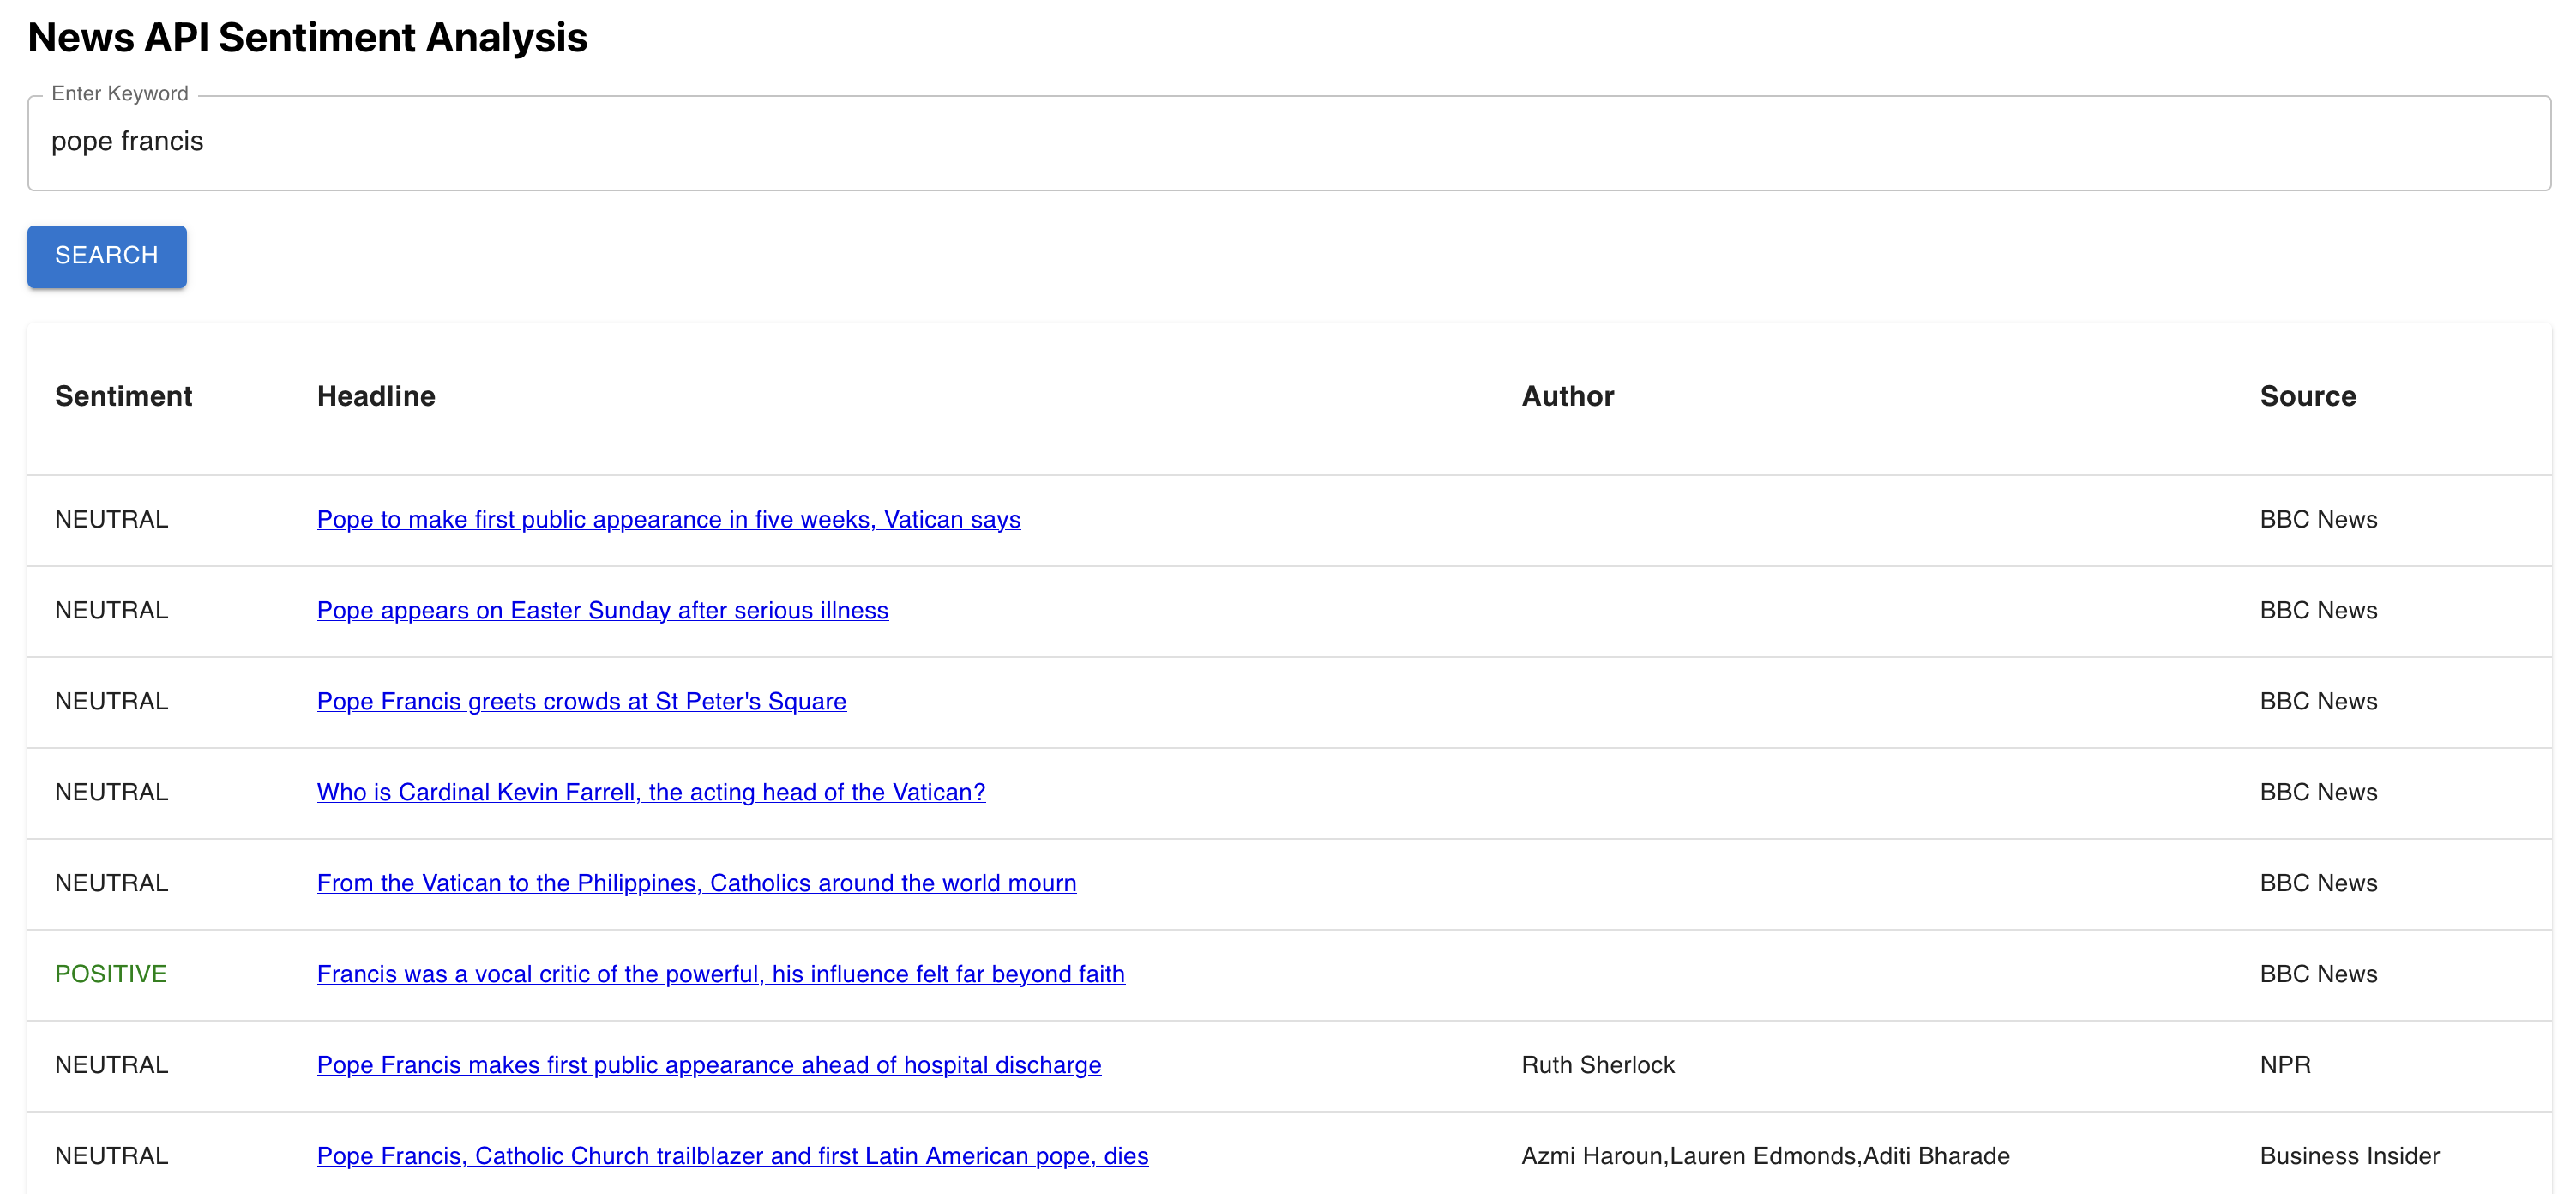 News API Sentiment Analysis
Enter Keyword
pope francis
SEARCH
Sentiment Headline Author Source
NEUTRAL Pope to make first public appearance in five weeks, Vatican says BBC News
NEUTRAL Pope appears on Easter Sunday after serious illness BBC News
NEUTRAL Pope Francis greets crowds at St Peter's Square BBC News
NEUTRAL Who is Cardinal Kevin Farrell, the acting head of the Vatican? BBC News
NEUTRAL From the Vatican to the Philippines, Catholics around the world mourn BBC News
POSITIVE Francis was a vocal critic of the powerful, his influence felt far beyond faith BBC News
NEUTRAL Pope Francis makes first public appearance ahead of hospital discharge Ruth Sherlock NPR
NEUTRAL Pope Francis, Catholic Church trailblazer and first Latin American pope, dies Azmi Haroun,Lauren Edmonds,Aditi Bharade Business Insider